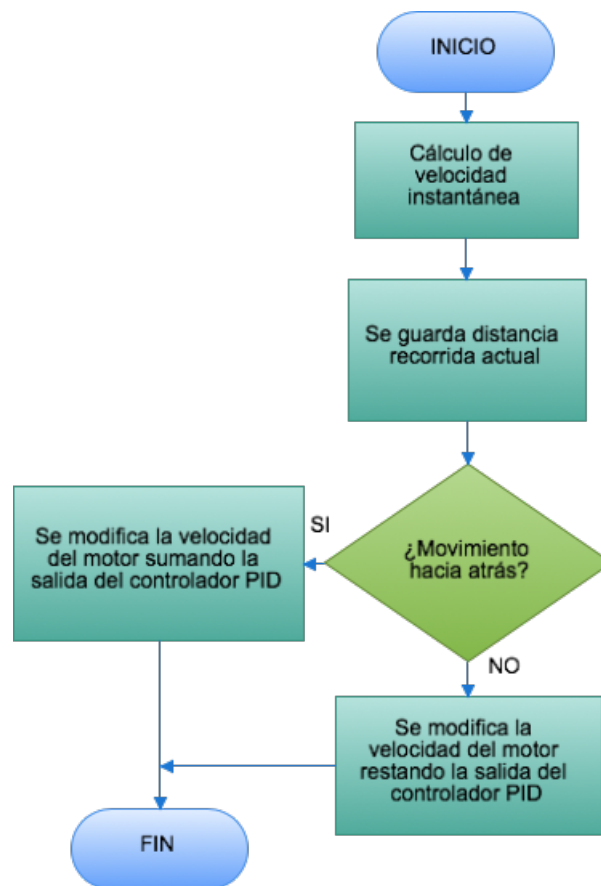 INICIO
Cálculo de
velocidad
instantánea
Se guarda distancia
recorrida actual
¿Movimiento
hacia atrás?
SI
Se modifica la velocidad
del motor sumando la
salida del controlador PID
NO
Se modifica la
velocidad del motor
restando la salida del
controlador PID
FIN